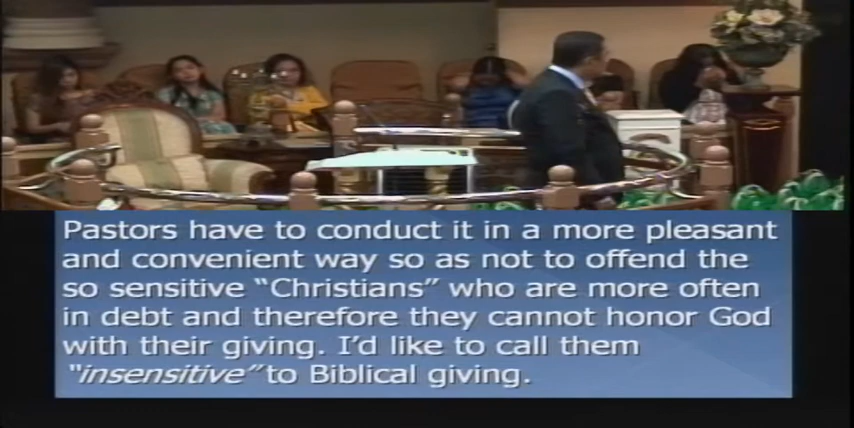 Pastors have to conduct it in a more pleasant
and convenient way so as not to offend the
so sensitive “Christians” who are more often
in debt and therefore they cannot honor God
with their giving. I’d like to call them
“insensitive” to Biblical giving.